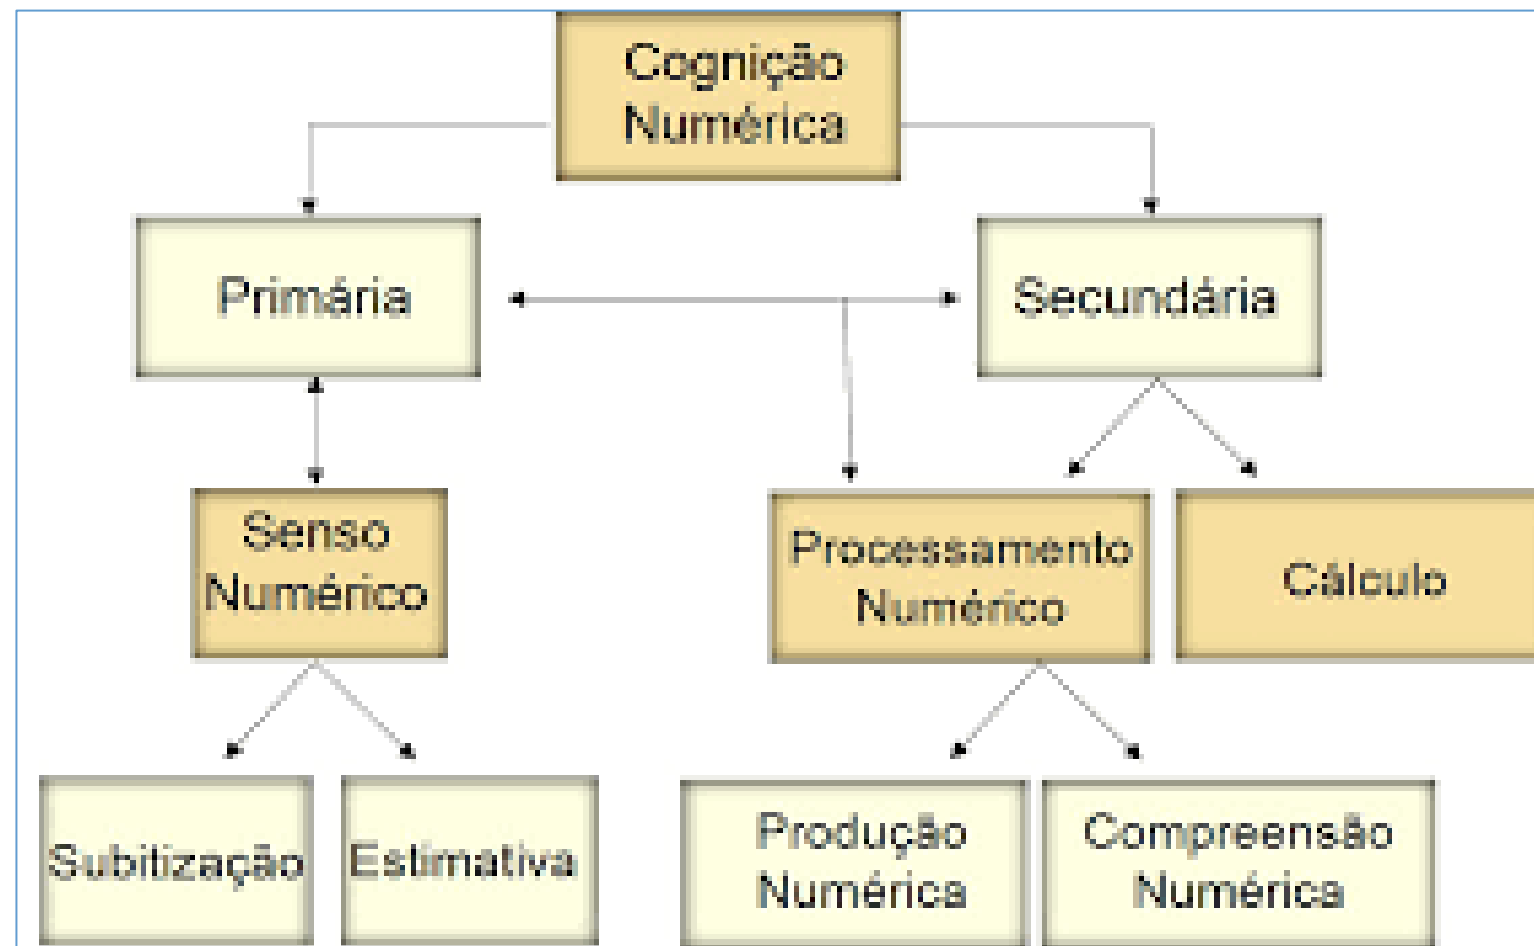 Cognição
Numérica
Primária
Secundária
Senso
Numérico
Processamento
Numérico
Cálculo
Subitização
Estimativa
Produção
Numérica
Compreensão
Numérica